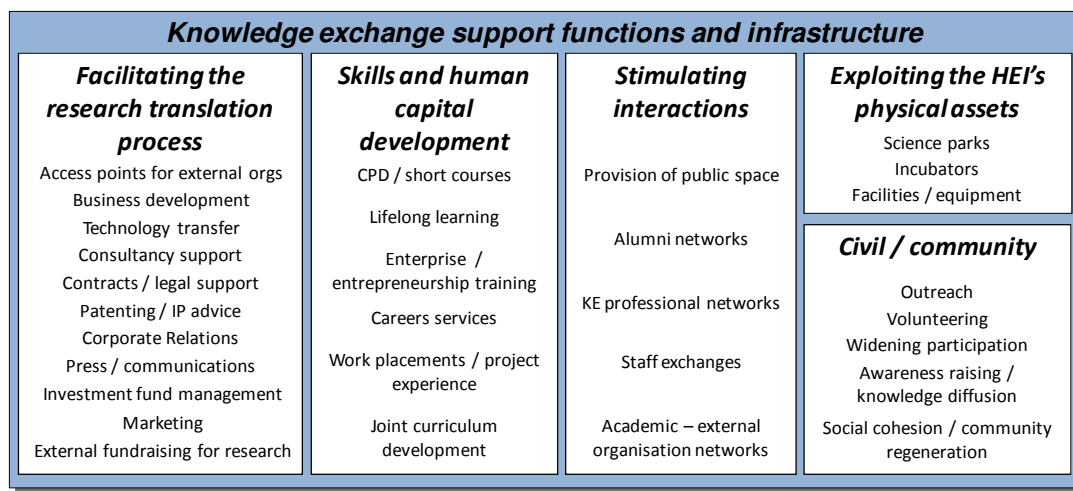 Knowledge exchange support functions and infrastructure
Facilitating the
research translation
process
Access points for external orgs
Business development
Technology transfer
Consultancy support
Contracts / legal support
Patenting / IP advice
Corporate Relations
Press / communications
Investment fund management
Marketing
External fundraising for research
Skills and human
capital
development
CPD / short courses
Lifelong learning
Enterprise /
entrepreneurship training
Careers services
Work placements / project
experience
Joint curriculum
development
Stimulating
interactions
Provision of public space
Alumni networks
KE professional networks
Staff exchanges
Academic – external
organisation networks
Exploiting the HEI's
physical assets
Science parks
Incubators
Facilities / equipment
Civil / community
Outreach
Volunteering
Widening participation
Awareness raising /
knowledge diffusion
Social cohesion / community
regeneration